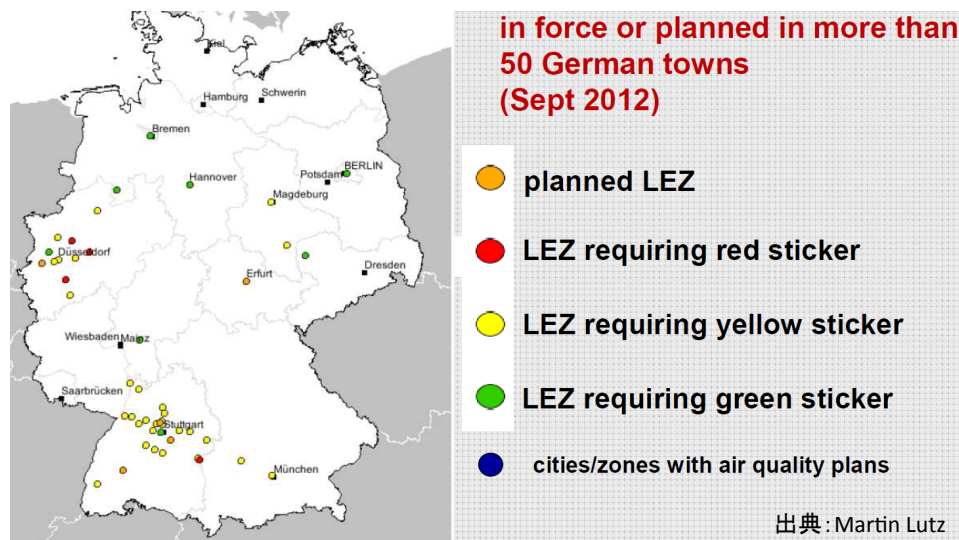 in force or planned in more than
50 German towns
(Sept 2012)
planned LEZ
LEZ requiring red sticker
LEZ requiring yellow sticker
LEZ requiring green sticker
cities/zones with air quality plans
出典：Martin Lutz
Kiel
Hamburg
Schwerin
Bremen
Hannover
Potsdam
BERLIN
Magdeburg
Düsseldorf
Erfurt
Dresden
Wiesbaden
Mainz
Saarbrücken
Stuttgart
München